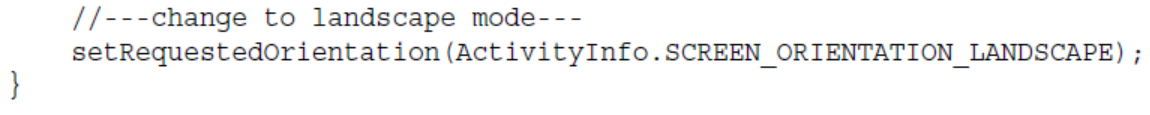 //---change to landscape mode---
setRequestedOrientation(ActivityInfo.SCREEN_ORIENTATION_LANDSCAPE);
}